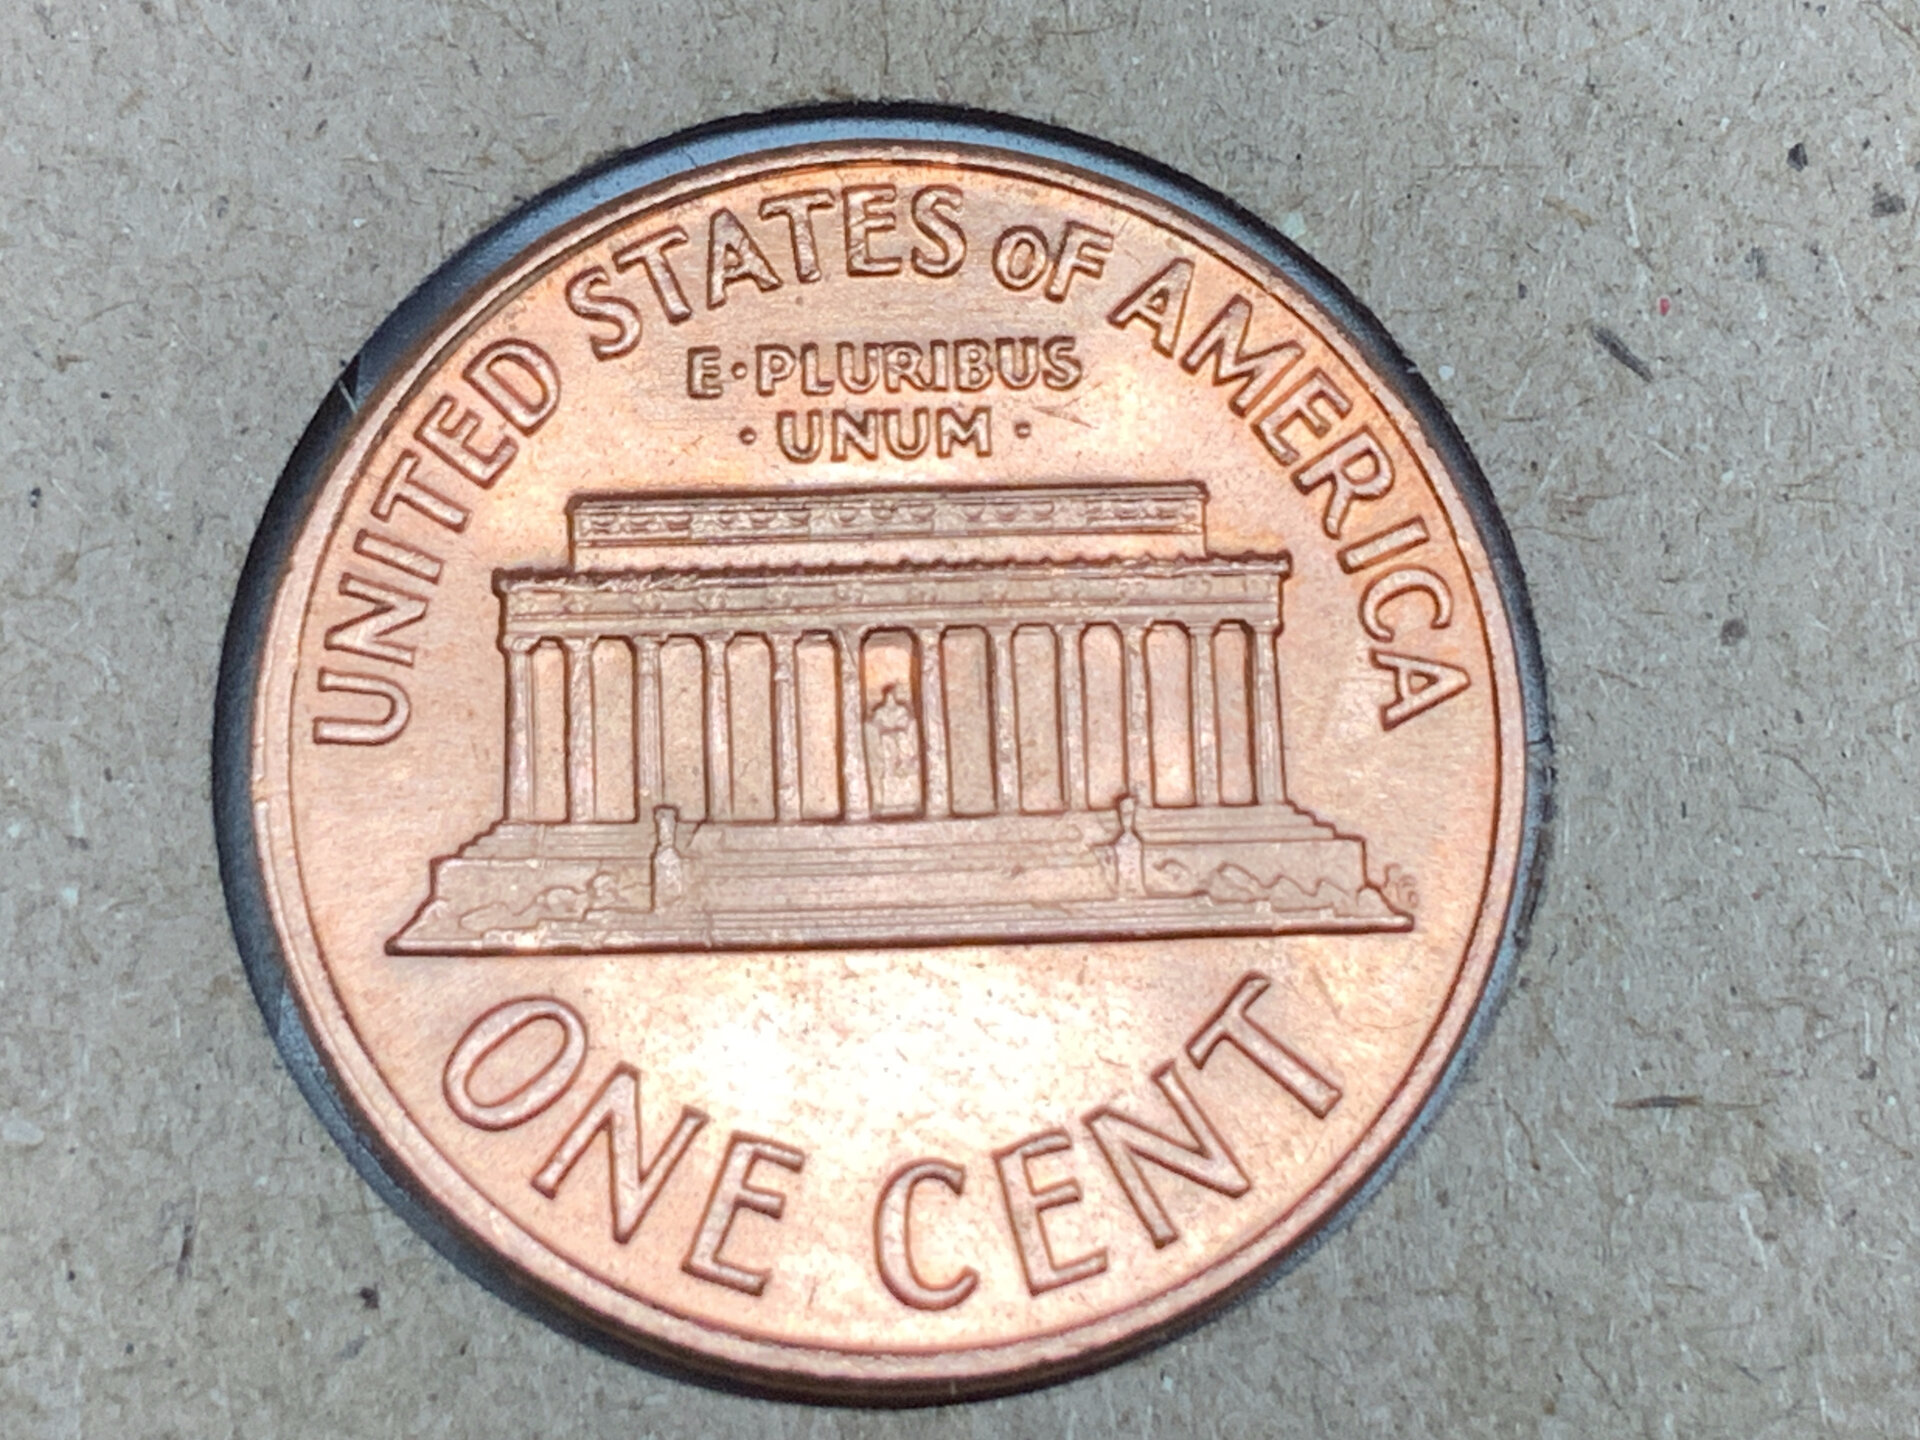 UNITED STATES OF AMERICA
E·PLURIBUS
·UNUM·
ONE CENT